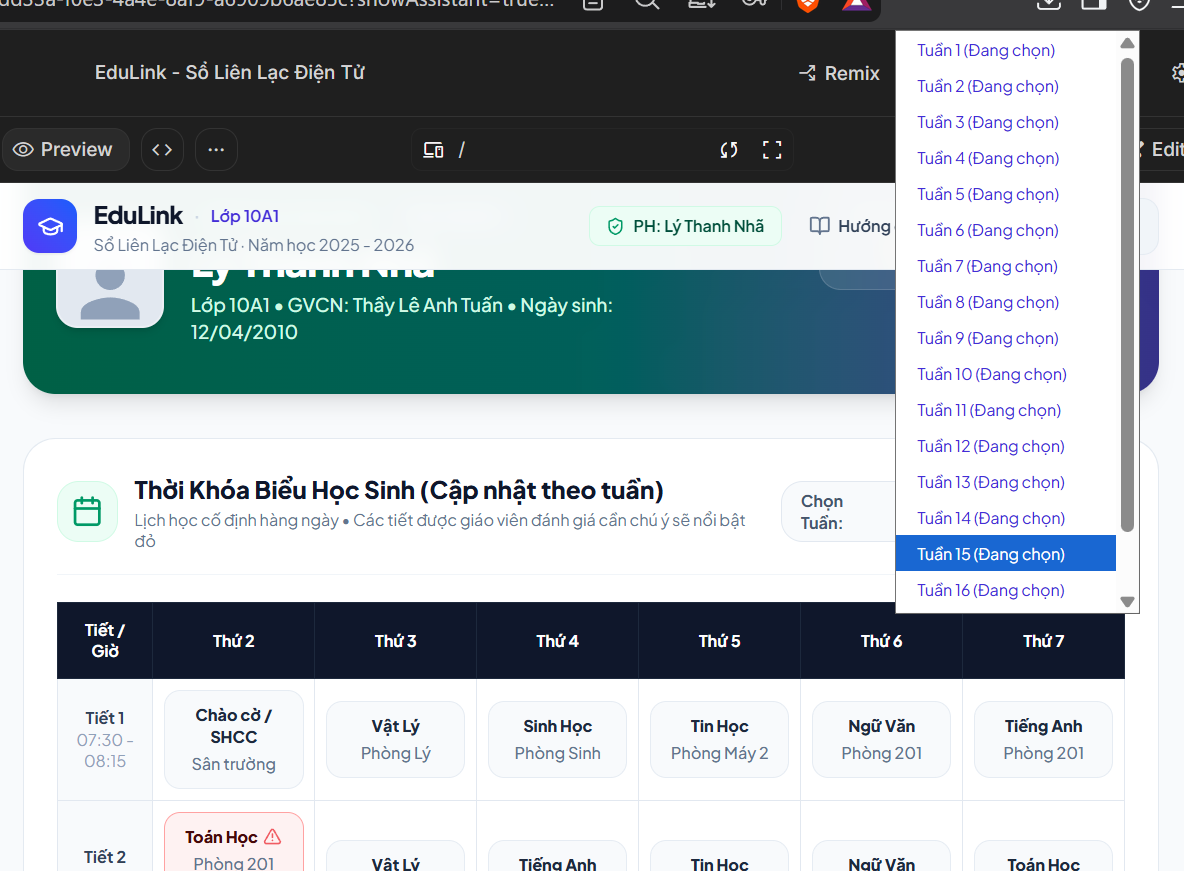 EduLink - Sổ Liên Lạc Điện Tử
Remix
Preview
/
Edit
EduLink · Lớp 10A1
Sổ Liên Lạc Điện Tử · Năm học 2025 - 2026
PH: Lý Thanh Nhã
Hướng
Lý Thanh Nhã
Lớp 10A1 • GVCN: Thầy Lê Anh Tuấn • Ngày sinh:
12/04/2010
Tuần 1 (Đang chọn)
Tuần 2 (Đang chọn)
Tuần 3 (Đang chọn)
Tuần 4 (Đang chọn)
Tuần 5 (Đang chọn)
Tuần 6 (Đang chọn)
Tuần 7 (Đang chọn)
Tuần 8 (Đang chọn)
Tuần 9 (Đang chọn)
Tuần 10 (Đang chọn)
Tuần 11 (Đang chọn)
Tuần 12 (Đang chọn)
Tuần 13 (Đang chọn)
Tuần 14 (Đang chọn)
Tuần 15 (Đang chọn)
Tuần 16 (Đang chọn)
Thời Khóa Biểu Học Sinh (Cập nhật theo tuần)
Lịch học cố định hàng ngày • Các tiết được giáo viên đánh giá cần chú ý sẽ nổi bật
đỏ
Chọn
Tuần:
Tiết /
Giờ
Thứ 2
Thứ 3
Thứ 4
Thứ 5
Thứ 6
Thứ 7
Tiết 1
07:30 -
08:15
Chào cờ /
SHCC
Sân trường
Vật Lý
Phòng Lý
Sinh Học
Phòng Sinh
Tin Học
Phòng Máy 2
Ngữ Văn
Phòng 201
Tiếng Anh
Phòng 201
Tiết 2
Toán Học
Phòng 201
Vật Lý
Tiếng Anh
Tin Học
Ngữ Văn
Toán Học